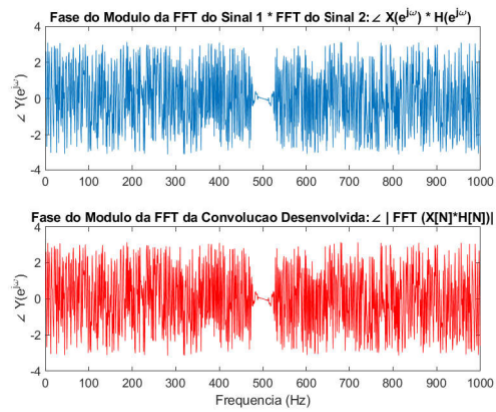 Fase do Modulo da FFT do Sinal 1 * FFT do Sinal 2:∠ X(e^jω) * H(e^jω)
∠ Y(e^jω)
4
2
0
-2
-4
0 100 200 300 400 500 600 700 800 900 1000
Fase do Modulo da FFT da Convolucao Desenvolvida:∠ | FFT (X[N]*H[N])|
∠ Y(e^jω)
4
2
0
-2
-4
0 100 200 300 400 500 600 700 800 900 1000
Frequencia (Hz)